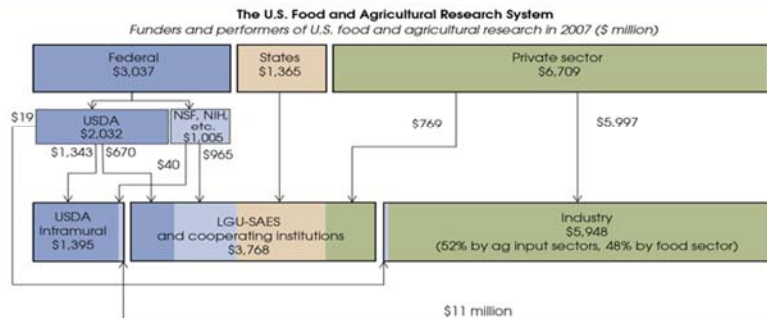 The U.S. Food and Agricultural Research System
Funders and performers of U.S. food and agricultural research in 2007 ($ million)
Federal
$3,037
States
$1,365
Private sector
$6,709
$19
USDA
$2,032
NSF, NIH,
etc.
$1,005
$769
$5.997
$1,343
$670
$40
$965
USDA
Intramural
$1,395
LGU-SAES
and cooperating institutions
$3,768
Industry
$5,948
(52% by ag input sectors, 48% by food sector)
$11 million